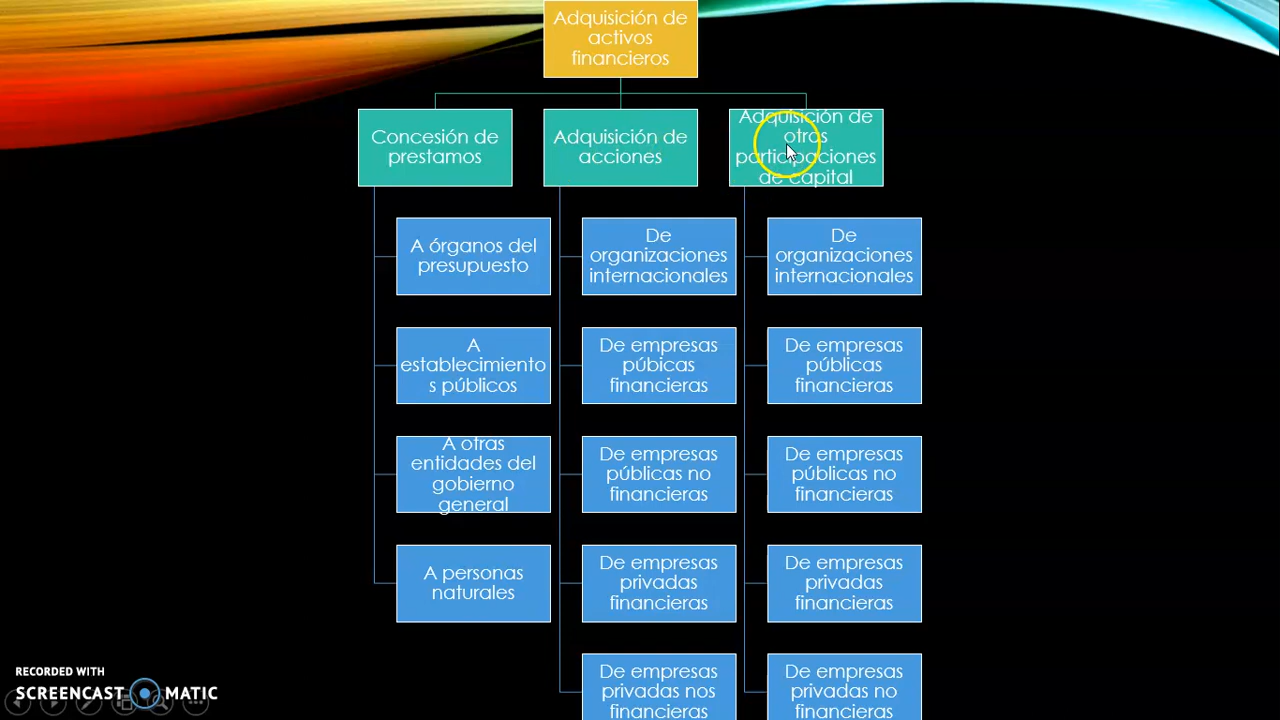 Adquisición de
activos
financieros
Concesión de
prestamos
Adquisición de
acciones
Adquisición de
otras
participaciones
de capital
A órganos del
presupuesto
De
organizaciones
internacionales
De
organizaciones
internacionales
A
establecimiento
s públicos
De empresas
púbicas
financieras
De empresas
públicas
financieras
A otras
entidades del
gobierno
general
De empresas
públicas no
financieras
De empresas
públicas no
financieras
A personas
naturales
De empresas
privadas
financieras
De empresas
privadas
financieras
De empresas
privadas nos
financieras
De empresas
privadas no
financieras
RECORDED WITH
SCREENCAST MATIC